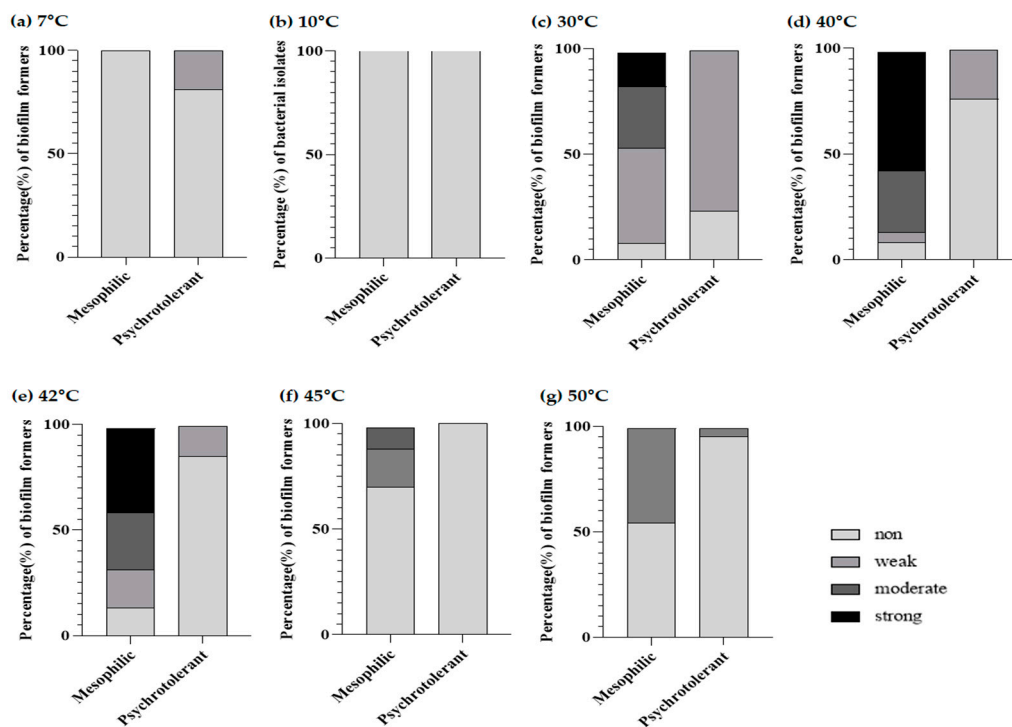 (a) 7°C
Percentage(%) of biofilm formers
100
50
0
Mesophilic
Psychrotolerant
(b) 10°C
Percentage (%) of bacterial isolates
100
50
0
Mesophilic
Psychrotolerant
(c) 30°C
Percentage(%) of biofilm formers
100
50
0
Mesophilic
Psychrotolerant
(d) 40°C
Percentage(%) of biofilm formers
100
50
0
Mesophilic
Psychrotolerant
(e) 42°C
Percentage(%) of biofilm formers
100
50
0
Mesophilic
Psychrotolerant
(f) 45°C
Percentage(%) of biofilm formers
100
50
0
Mesophilic
Psychrotolerant
(g) 50°C
Percentage(%) of biofilm formers
100
50
0
Mesophilic
Psychrotolerant
non
weak
moderate
strong